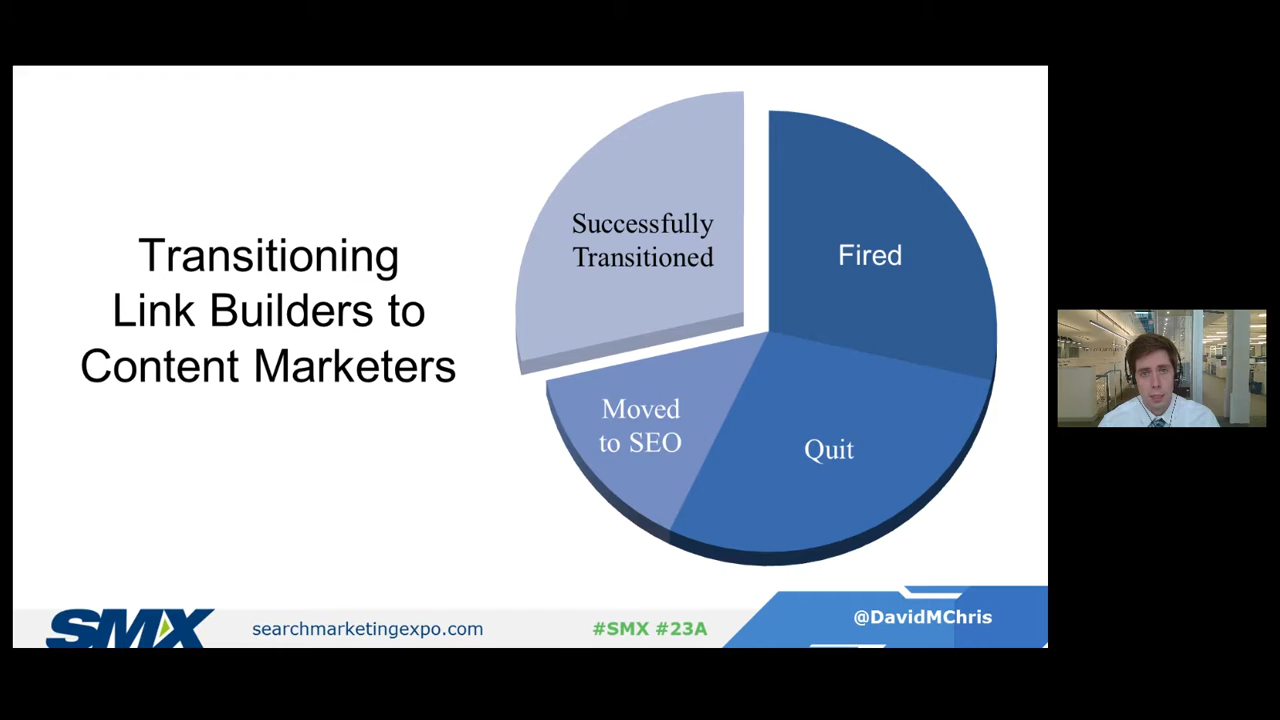 Transitioning
Link Builders to
Content Marketers
Successfully
Transitioned
Fired
Moved
to SEO
Quit
SMX
searchmarketingexpo.com
#SMX #23A
@DavidMChris